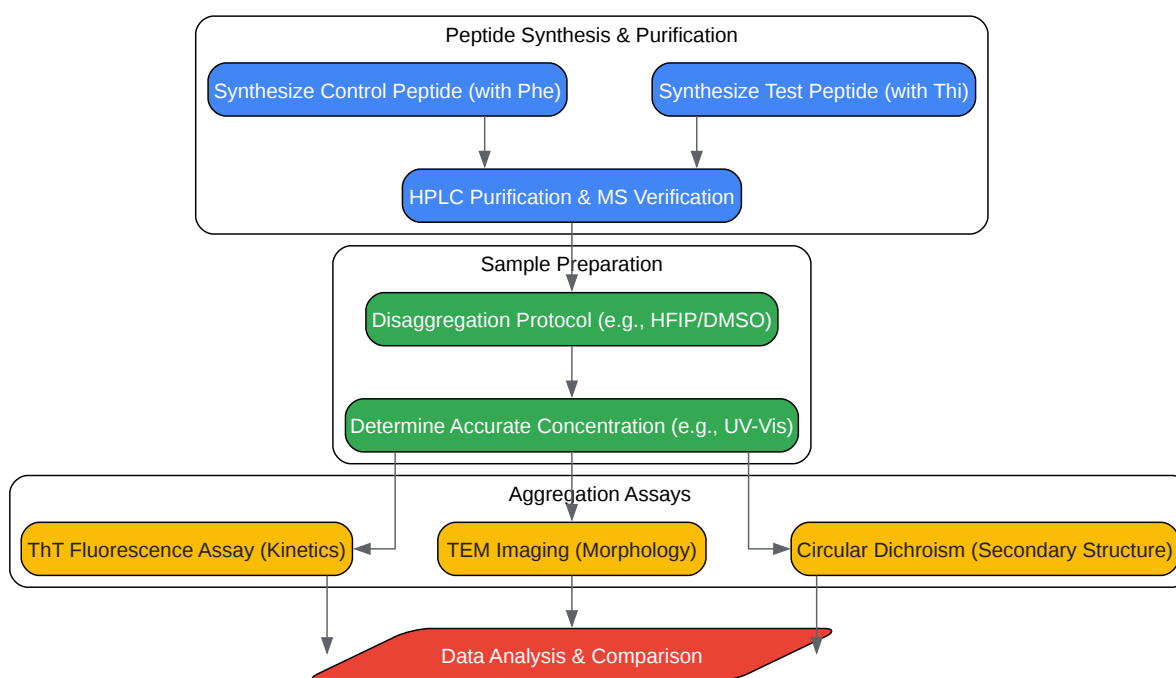 Peptide Synthesis & Purification
Synthesize Control Peptide (with Phe)
Synthesize Test Peptide (with Thi)
HPLC Purification & MS Verification
Sample Preparation
Disaggregation Protocol (e.g., HFIP/DMSO)
Determine Accurate Concentration (e.g., UV-Vis)
Aggregation Assays
ThT Fluorescence Assay (Kinetics)
TEM Imaging (Morphology)
Circular Dichroism (Secondary Structure)
Data Analysis & Comparison